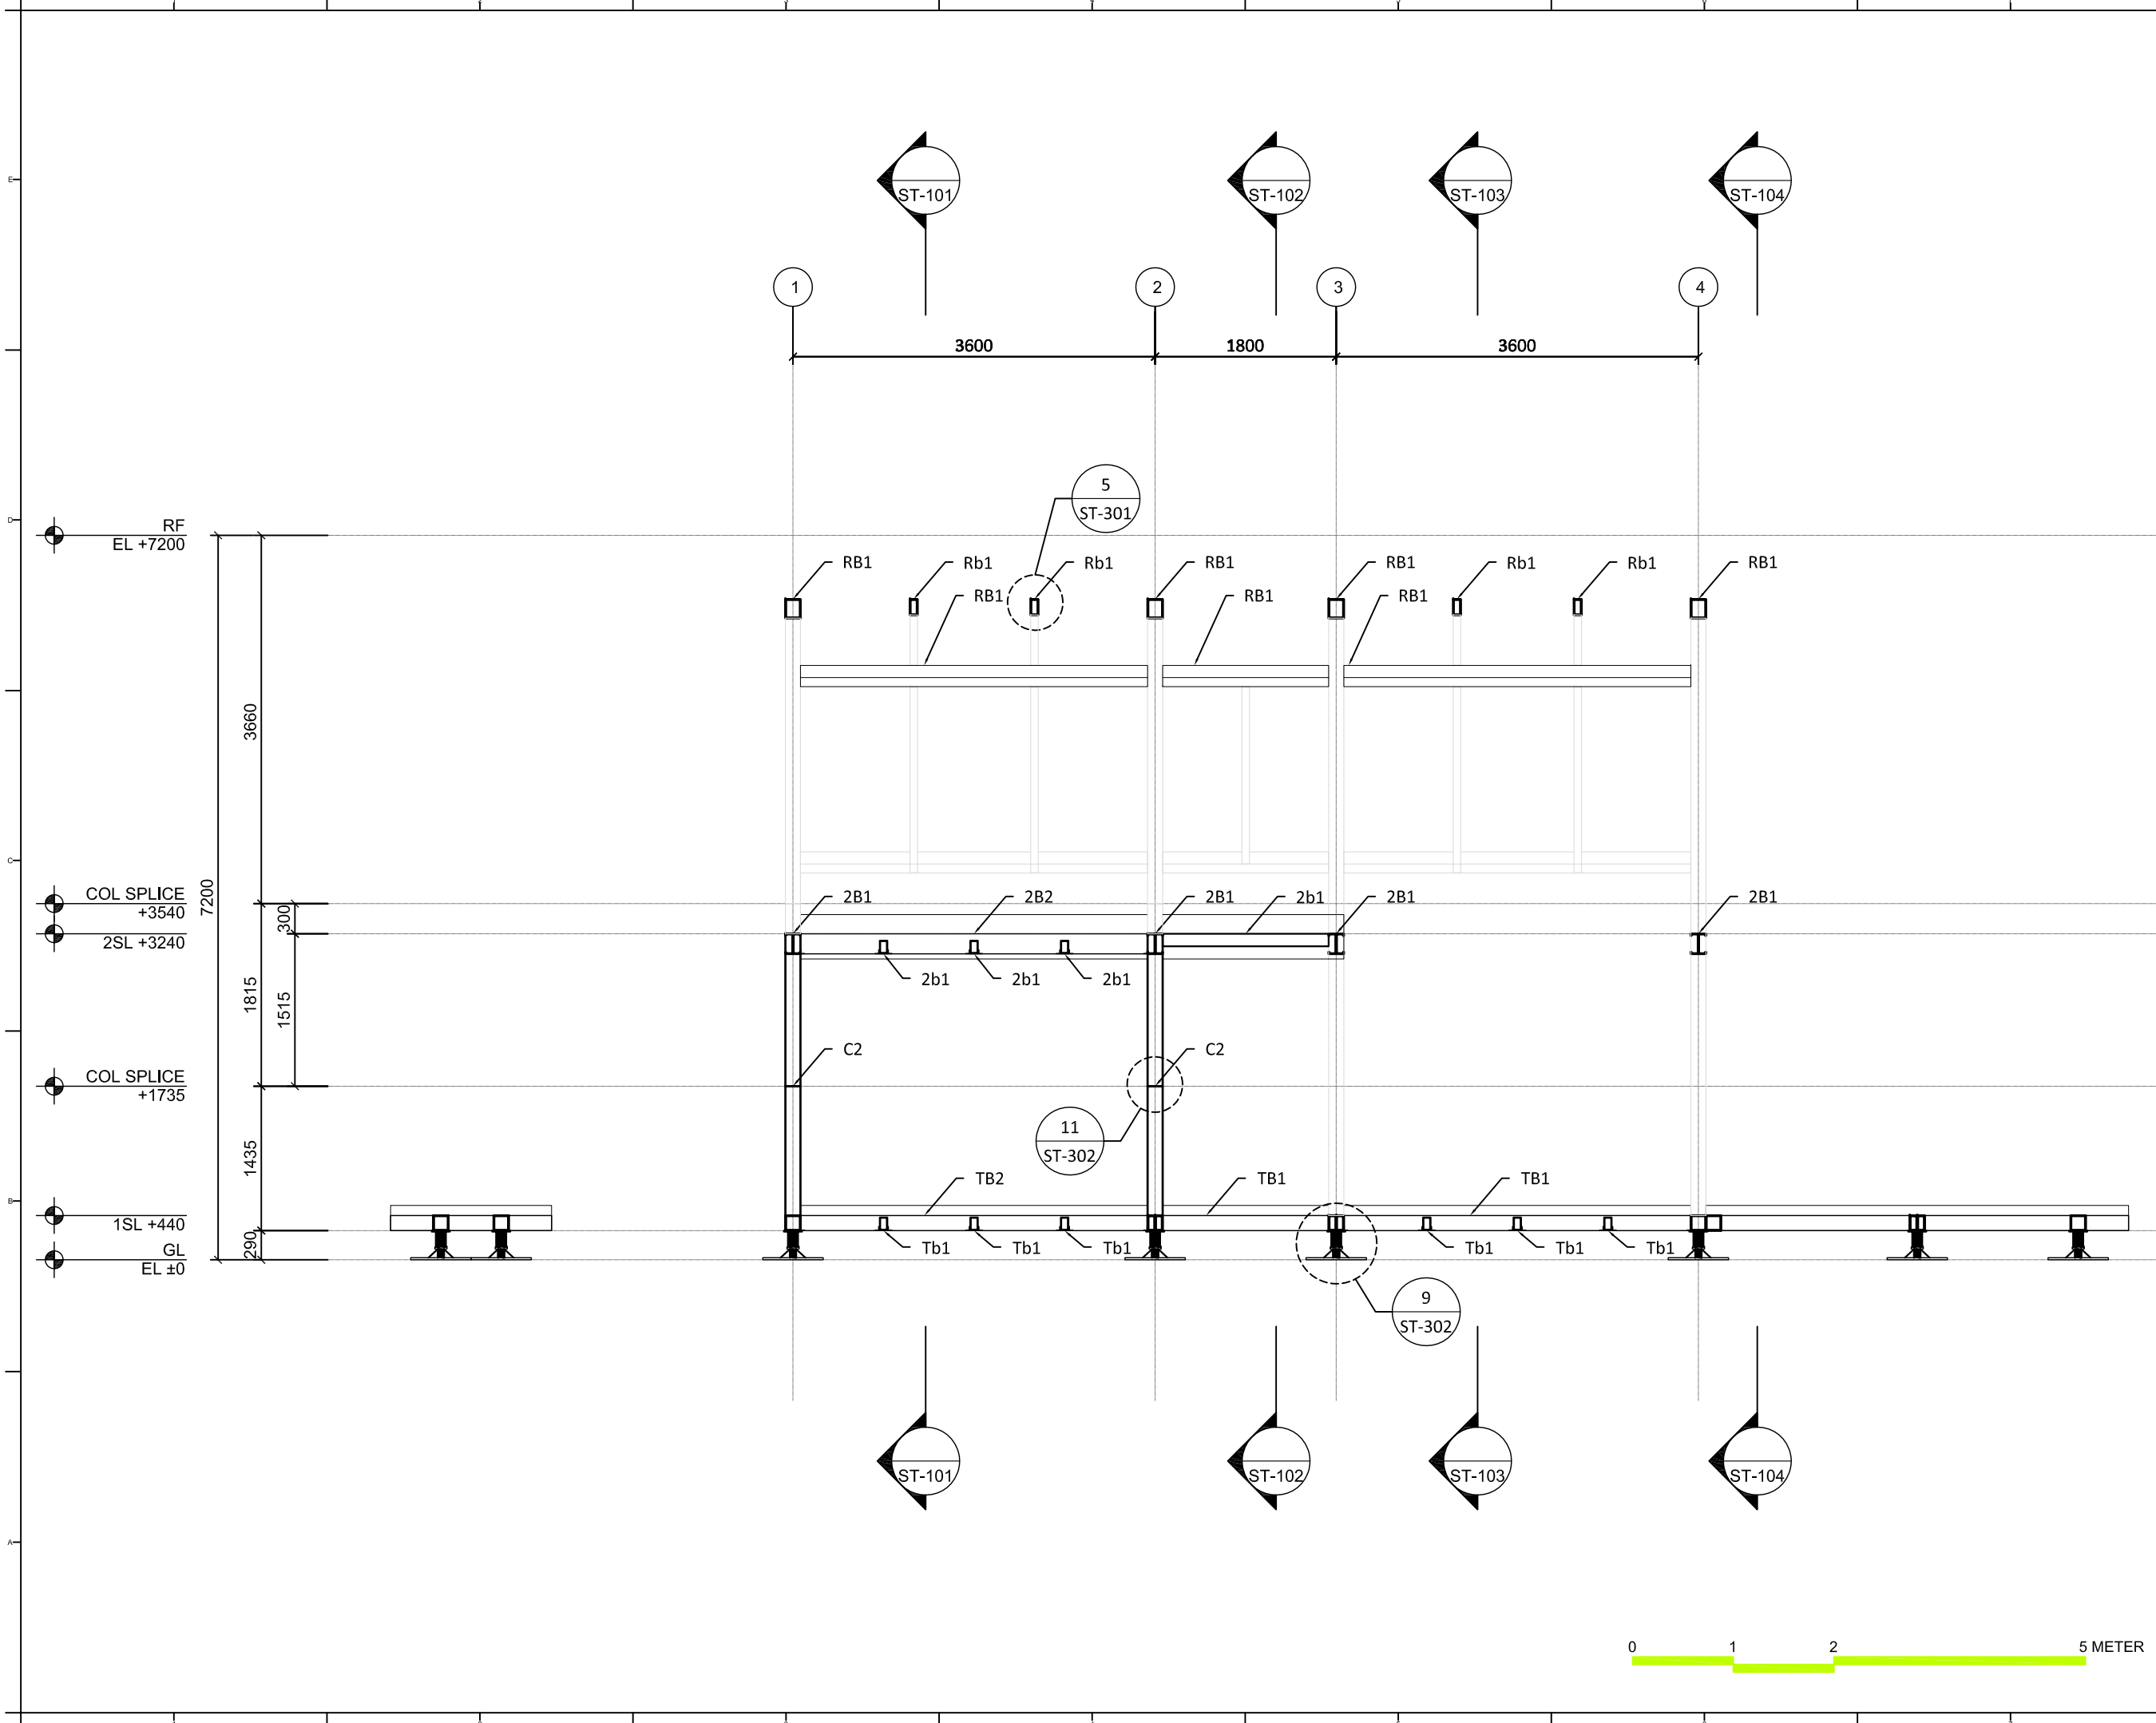 ST-101 ST-102 ST-103 ST-104
1 2 3 4
3600 1800 3600
5
ST-301
RF
EL +7200
RB1 Rb1 Rb1 RB1 RB1 Rb1 Rb1 RB1
RB1 RB1 RB1
3660
7200
COL SPLICE
+3540
300
2SL +3240
2B1 2B2 2B1 2b1 2B1 2B1
2b1 2b1 2b1
1815
1515
C2 C2
COL SPLICE
+1735
11
ST-302
1435
TB2 TB1 TB1
1SL +440
290
GL
EL ±0
Tb1 Tb1 Tb1 Tb1 Tb1 Tb1
9
ST-302
ST-101 ST-102 ST-103 ST-104
0 1 2 5 METER
E
D
C
B
A